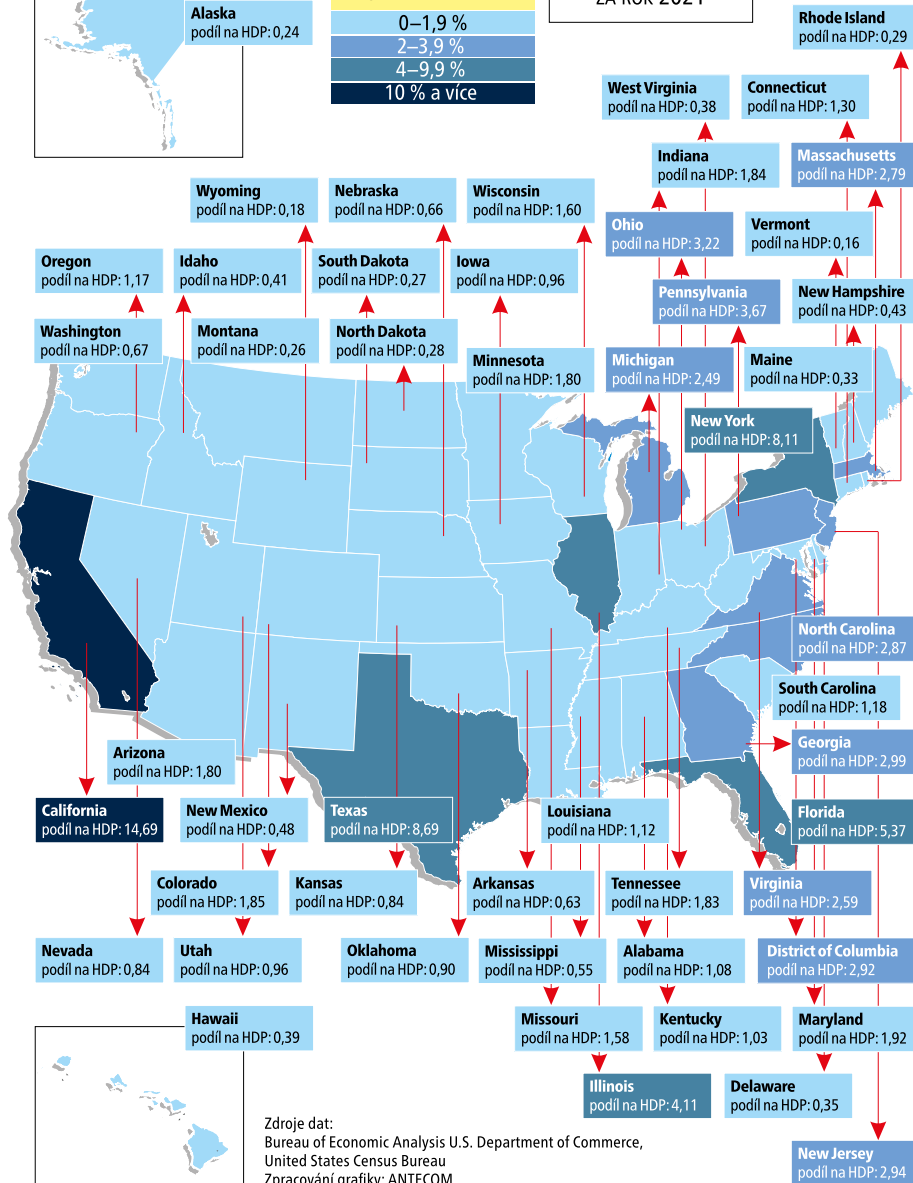 ZA ROK 2021
Alaska
podíl na HDP: 0,24
0–1,9 %
2–3,9 %
4–9,9 %
10 % a více
Rhode Island
podíl na HDP: 0,29
West Virginia
podíl na HDP: 0,38
Connecticut
podíl na HDP: 1,30
Indiana
podíl na HDP: 1,84
Massachusetts
podíl na HDP: 2,79
Wyoming
podíl na HDP: 0,18
Nebraska
podíl na HDP: 0,66
Wisconsin
podíl na HDP: 1,60
Ohio
podíl na HDP: 3,22
Vermont
podíl na HDP: 0,16
Oregon
podíl na HDP: 1,17
Idaho
podíl na HDP: 0,41
South Dakota
podíl na HDP: 0,27
Iowa
podíl na HDP: 0,96
Pennsylvania
podíl na HDP: 3,67
New Hampshire
podíl na HDP: 0,43
Washington
podíl na HDP: 0,67
Montana
podíl na HDP: 0,26
North Dakota
podíl na HDP: 0,28
Minnesota
podíl na HDP: 1,80
Michigan
podíl na HDP: 2,49
Maine
podíl na HDP: 0,33
New York
podíl na HDP: 8,11
North Carolina
podíl na HDP: 2,87
South Carolina
podíl na HDP: 1,18
Georgia
podíl na HDP: 2,99
Arizona
podíl na HDP: 1,80
California
podíl na HDP: 14,69
New Mexico
podíl na HDP: 0,48
Texas
podíl na HDP: 8,69
Louisiana
podíl na HDP: 1,12
Florida
podíl na HDP: 5,37
Colorado
podíl na HDP: 1,85
Kansas
podíl na HDP: 0,84
Arkansas
podíl na HDP: 0,63
Tennessee
podíl na HDP: 1,83
Virginia
podíl na HDP: 2,59
Nevada
podíl na HDP: 0,84
Utah
podíl na HDP: 0,96
Oklahoma
podíl na HDP: 0,90
Mississippi
podíl na HDP: 0,55
Alabama
podíl na HDP: 1,08
District of Columbia
podíl na HDP: 2,92
Hawaii
podíl na HDP: 0,39
Missouri
podíl na HDP: 1,58
Kentucky
podíl na HDP: 1,03
Maryland
podíl na HDP: 1,92
Illinois
podíl na HDP: 4,11
Delaware
podíl na HDP: 0,35
New Jersey
podíl na HDP: 2,94
Zdroje dat:
Bureau of Economic Analysis U.S. Department of Commerce,
United States Census Bureau
Zpracování grafiky: ANTECOM